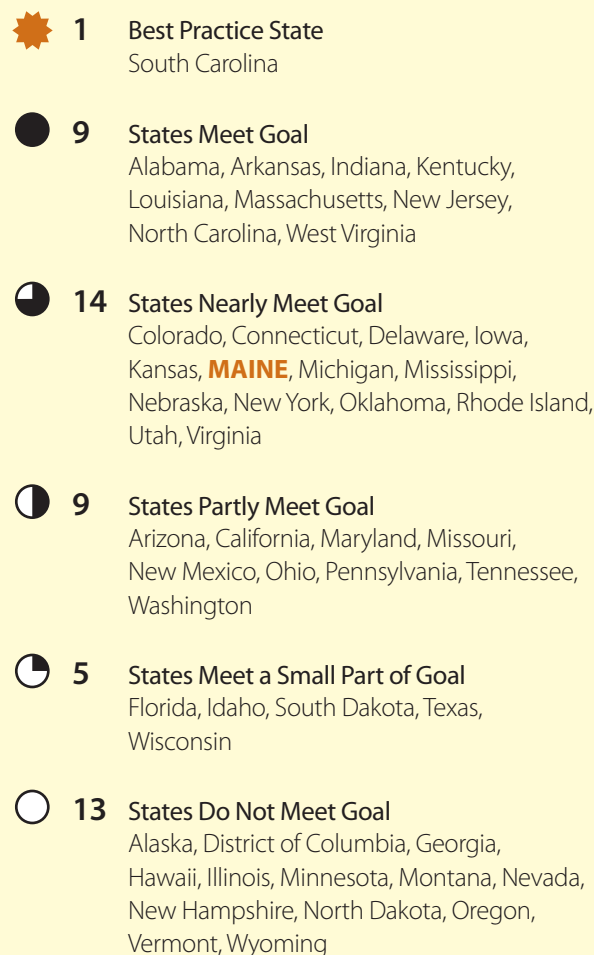 1 Best Practice State
South Carolina
9 States Meet Goal
Alabama, Arkansas, Indiana, Kentucky,
Louisiana, Massachusetts, New Jersey,
North Carolina, West Virginia
14 States Nearly Meet Goal
Colorado, Connecticut, Delaware, Iowa,
Kansas, MAINE, Michigan, Mississippi,
Nebraska, New York, Oklahoma, Rhode Island,
Utah, Virginia
9 States Partly Meet Goal
Arizona, California, Maryland, Missouri,
New Mexico, Ohio, Pennsylvania, Tennessee,
Washington
5 States Meet a Small Part of Goal
Florida, Idaho, South Dakota, Texas,
Wisconsin
13 States Do Not Meet Goal
Alaska, District of Columbia, Georgia,
Hawaii, Illinois, Minnesota, Montana, Nevada,
New Hampshire, North Dakota, Oregon,
Vermont, Wyoming